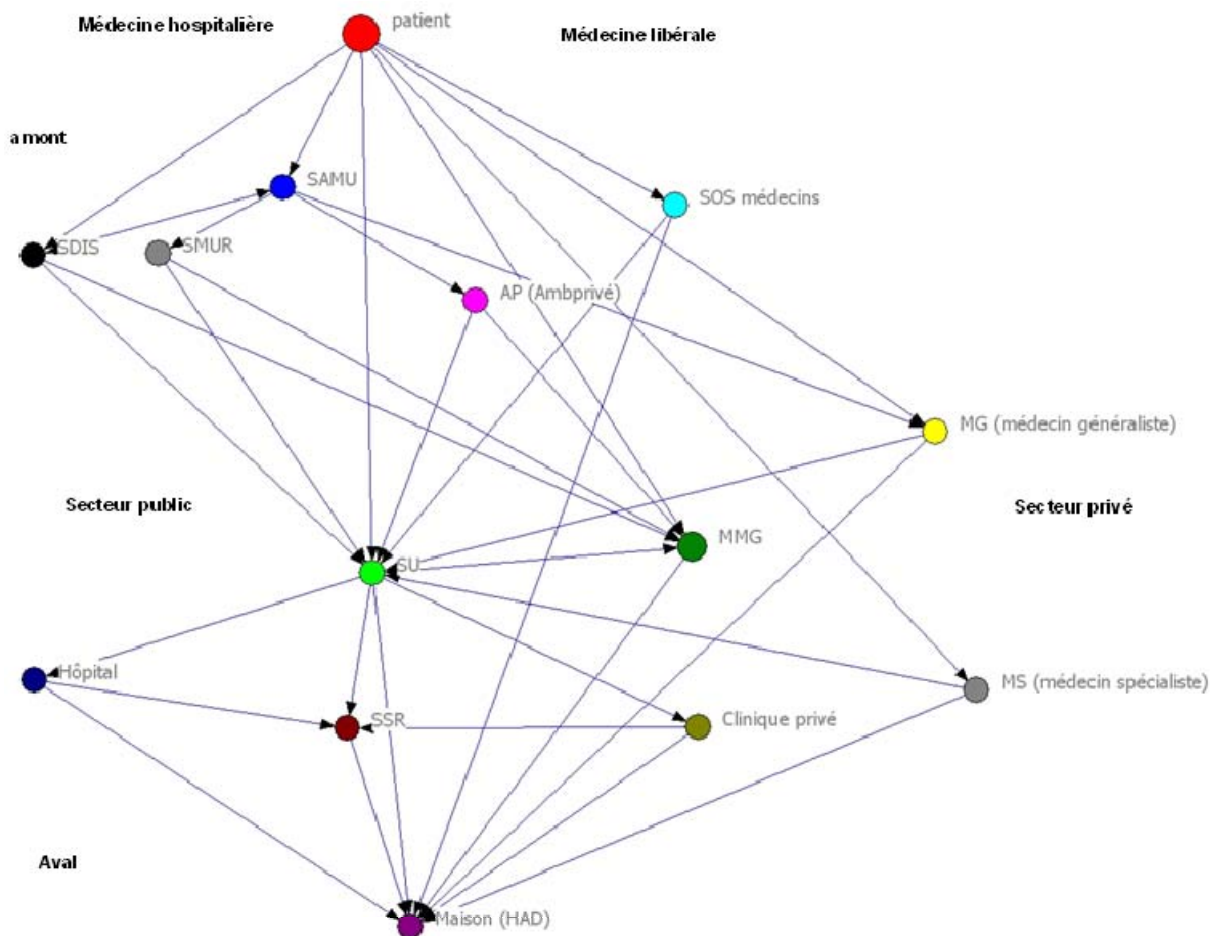 Médecine hospitalière
patient
Médecine libérale
a mont
SAMU
SOS médecins
SDIS
SMUR
AP (Ambprivé)
MG (médecin généraliste)
Secteur public
Secteur privé
MMG
SU
Hôpital
MS (médecin spécialiste)
SSR
Clinique privé
Aval
Maison (HAD)